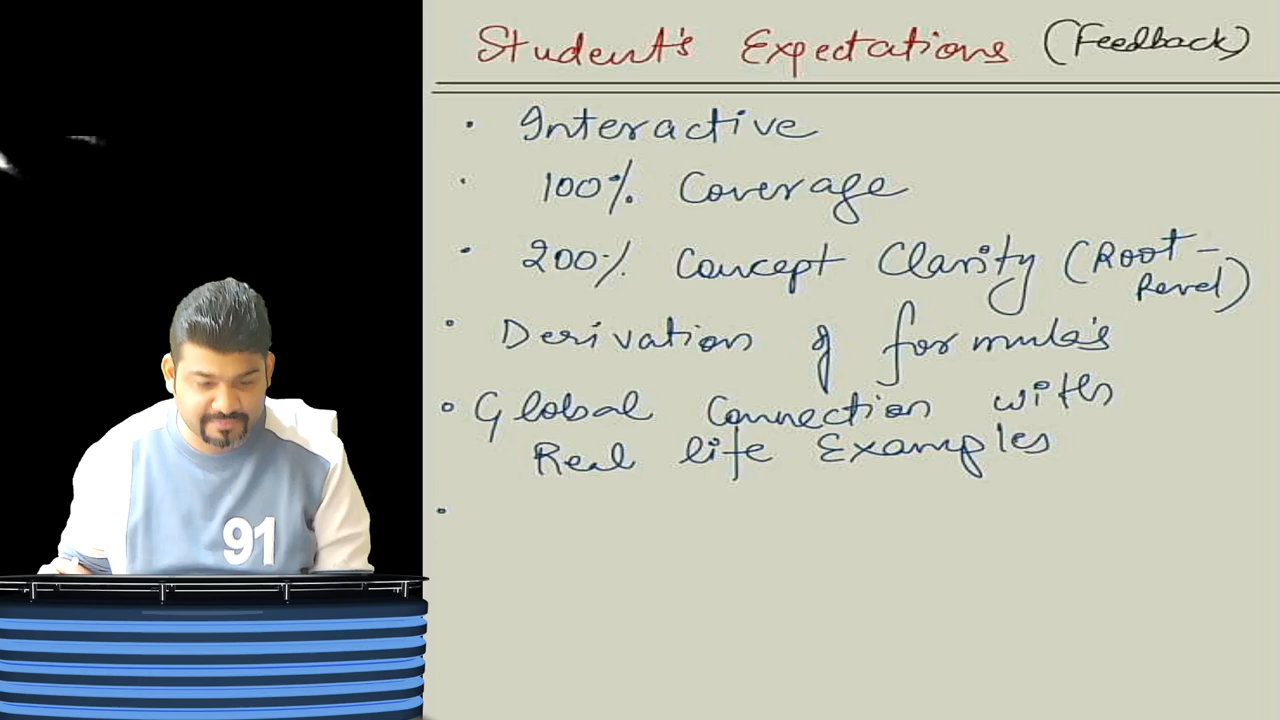 Student's Expectations (Feedback)
• Interactive
• 100% Coverage
• 200% Concept Clarity (Root-
level)
• Derivation of formula's
• Global Connection with
Real life Examples
•
91